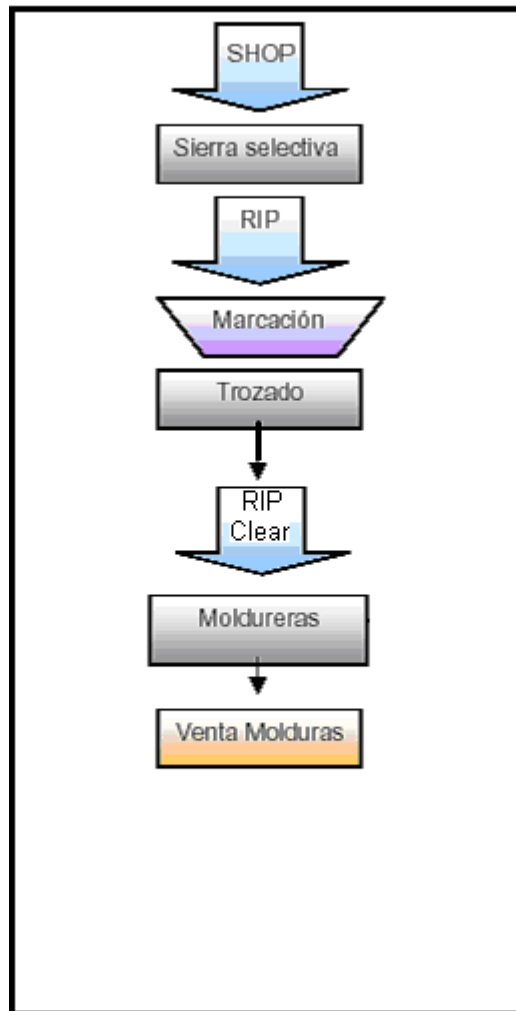 SHOP
Sierra selectiva
RIP
Marcación
Trozado
RIP
Clear
Moldureras
Venta Molduras